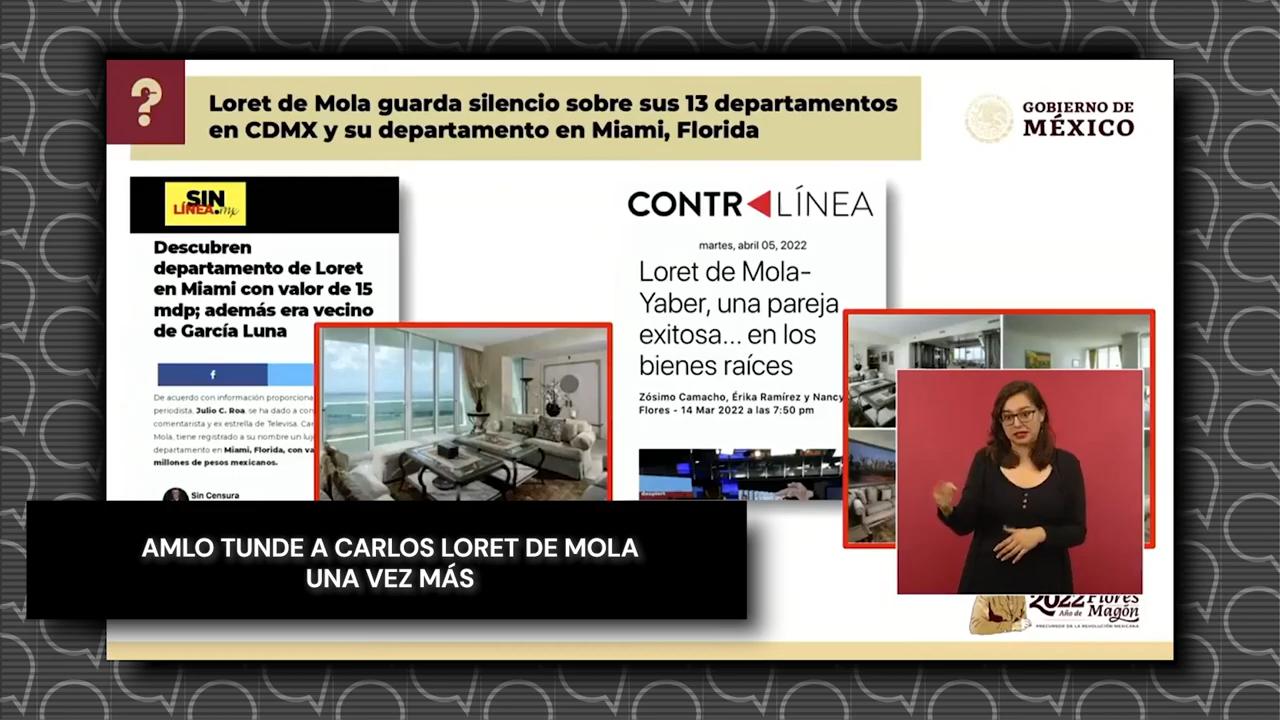 Loret de Mola guarda silencio sobre sus 13 departamentos
en CDMX y su departamento en Miami, Florida
GOBIERNO DE
MÉXICO
SIN
LÍNEA.mx
Descubren
departamento de Loret
en Miami con valor de 15
mdp; además era vecino
de García Luna
f
De acuerdo con información proporciona
periodista, Julio C. Roa, se ha dado a con
comentarista y ex estrella de Televisa, Ca
Mola, tiene registrado a su nombre un luj
departamento en Miami, Florida, con va
millones de pesos mexicanos.
Sin Censura
CONTR LÍNEA
martes, abril 05, 2022
Loret de Mola-
Yaber, una pareja
exitosa... en los
bienes raíces
Zósimo Camacho, Érika Ramírez y Nancy
Flores - 14 Mar 2022 a las 7:50 pm
AMLO TUNDE A CARLOS LORET DE MOLA
UNA VEZ MÁS
2022 Flores
Año de Magón
PRECURSOR DE LA REVOLUCIÓN MEXICANA